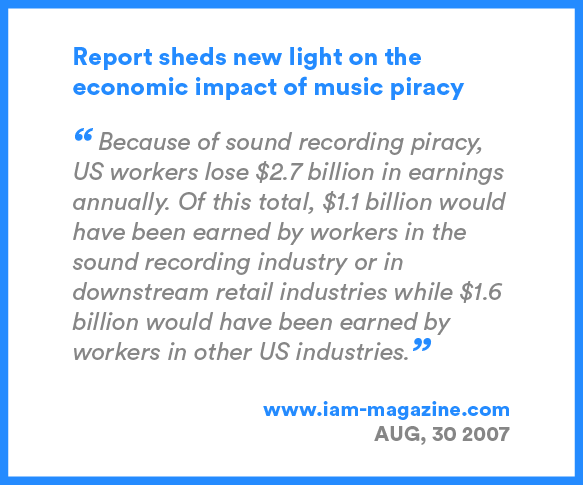 Report sheds new light on the
economic impact of music piracy
“ Because of sound recording piracy,
US workers lose $2.7 billion in earnings
annually. Of this total, $1.1 billion would
have been earned by workers in the
sound recording industry or in
downstream retail industries while $1.6
billion would have been earned by
workers in other US industries.”
www.iam-magazine.com
AUG, 30 2007